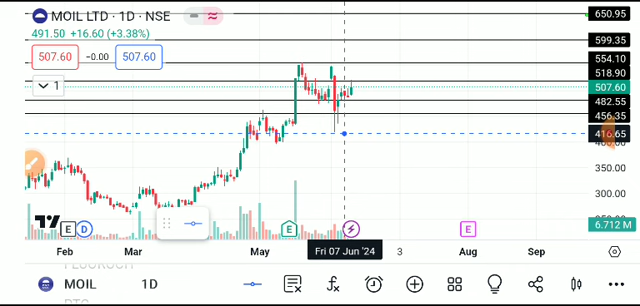 MOIL LTD · 1D · NSE
491.50 +16.60 (+3.38%)
507.60 −0.00 507.60
1
650.95
599.35
554.10
518.90
507.60
482.55
456.35
416.65
400.00
350.00
300.00
6.712 M
E D E E
Feb Mar May Fri 07 Jun '24 3 Aug Sep
MOIL 1D